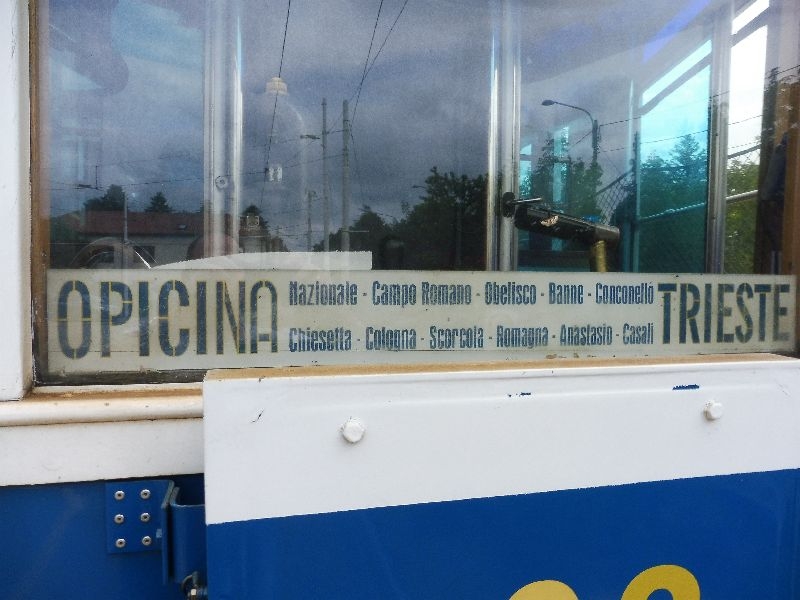 OPICINA Nazionale - Campo Romano - Obelisco - Banne - Conconello TRIESTE
Chiesetta - Cologna - Scorcola - Romagna - Anastasio - Casali